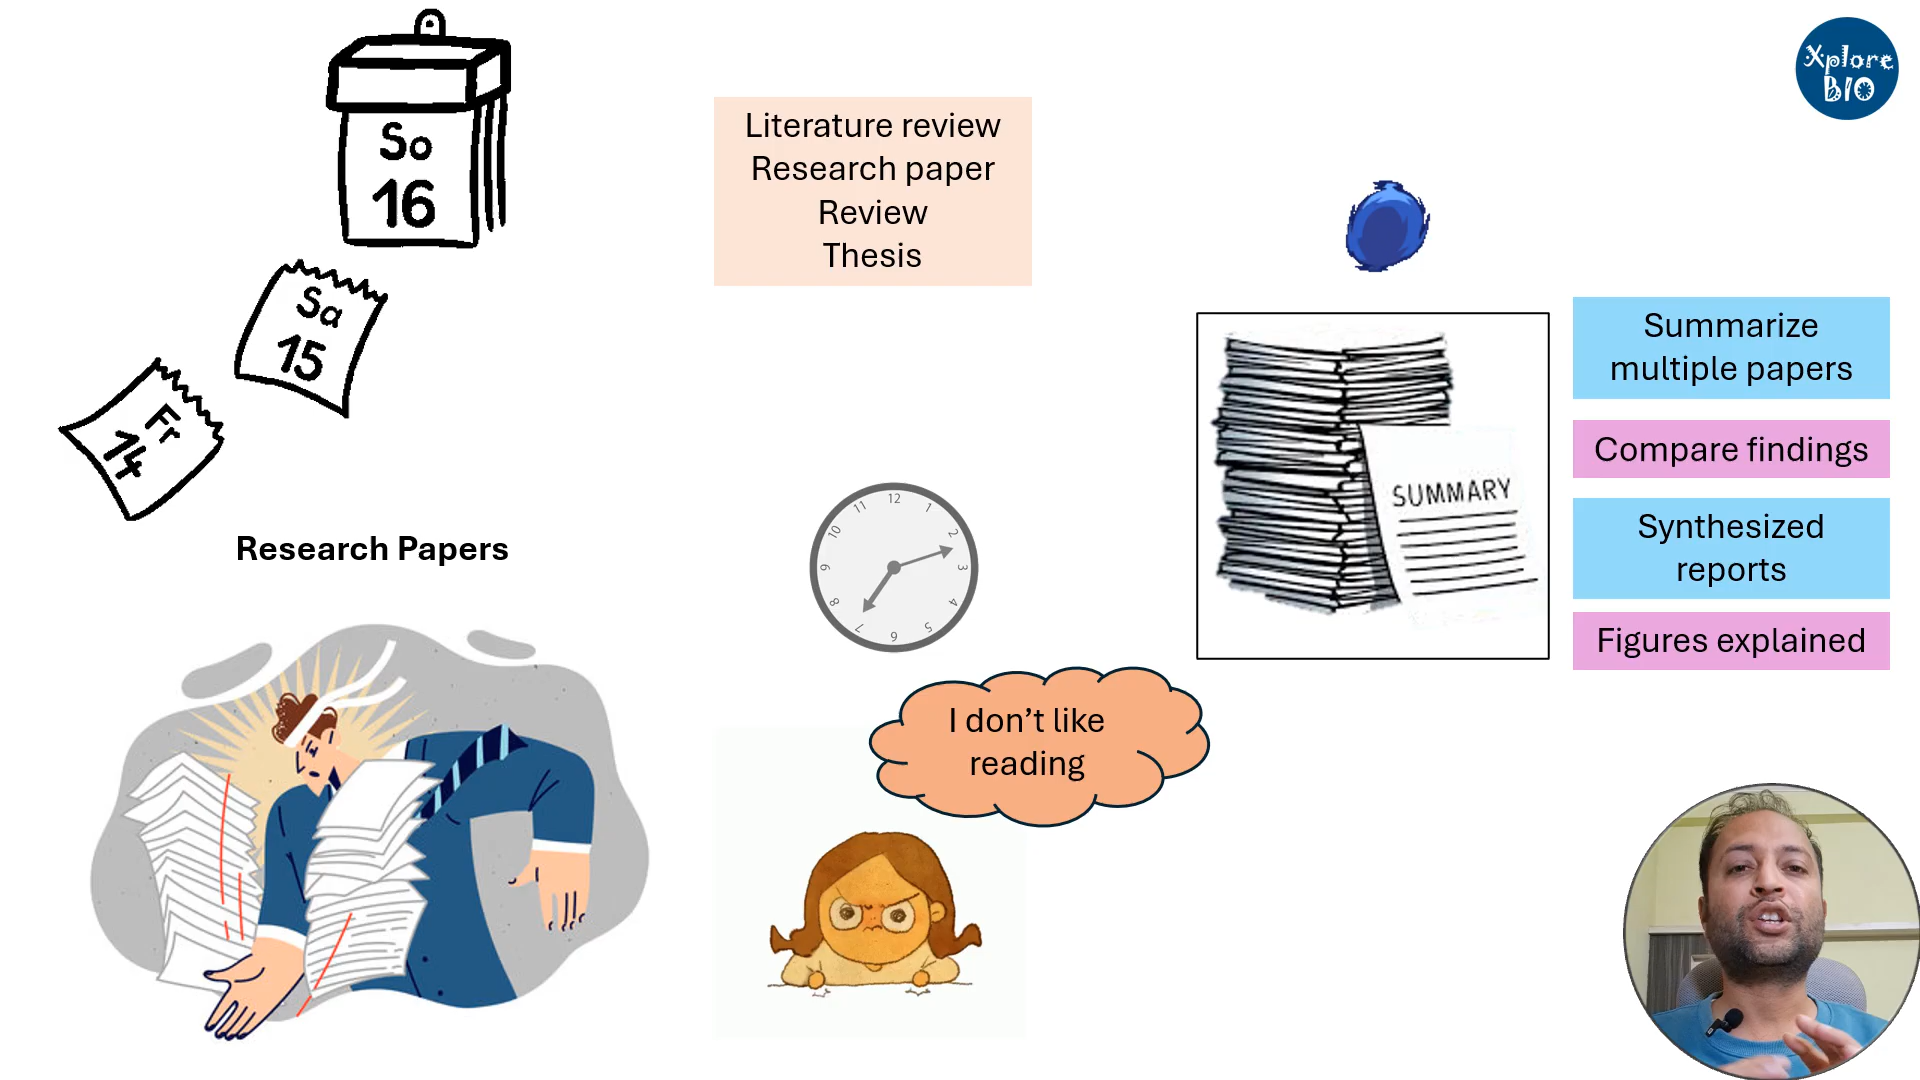 So
16
Sa
15
Fr
14
Research Papers
Literature review
Research paper
Review
Thesis
12
1
2
3
4
5
6
7
8
9
10
11
I don’t like
reading
SUMMARY
Summarize
multiple papers
Compare findings
Synthesized
reports
Figures explained
Xplore
BIO